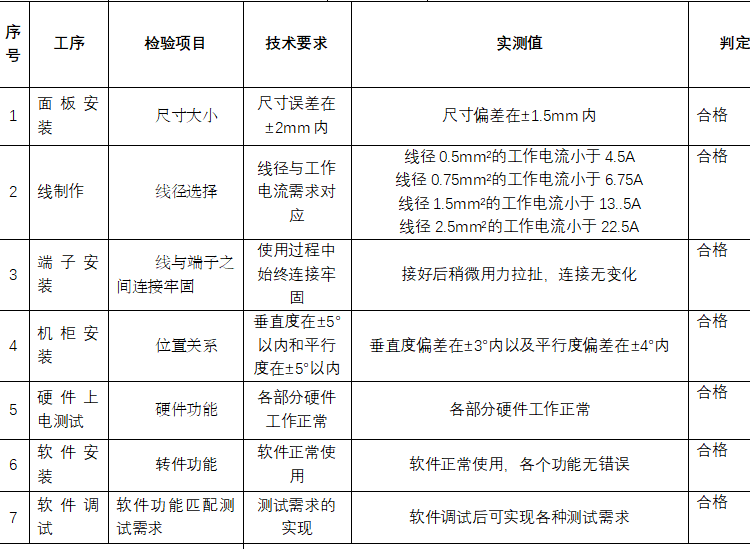 序号 工序 检验项目 技术要求 实测值 判定
1 面板安装 尺寸大小 尺寸误差在±2mm内 尺寸偏差在±1.5mm内 合格
2 线制作 线径选择 线径与工作电流需求对应 线径0.5mm²的工作电流小于4.5A 合格
线径0.75mm²的工作电流小于6.75A
线径1.5mm²的工作电流小于13..5A
线径2.5mm²的工作电流小于22.5A
3 端子安装 线与端子之间连接牢固 使用过程中始终连接牢固 接好后稍微用力拉扯，连接无变化 合格
4 机柜安装 位置关系 垂直度在±5°以内和平行度在±5°以内 垂直度偏差在±3°内以及平行度偏差在±4°内 合格
5 硬件上电测试 硬件功能 各部分硬件工作正常 各部分硬件工作正常 合格
6 软件安装 转件功能 软件正常使用 软件正常使用，各个功能无错误 合格
7 软件调试 软件功能匹配测试需求 测试需求的实现 软件调试后可实现各种测试需求 合格